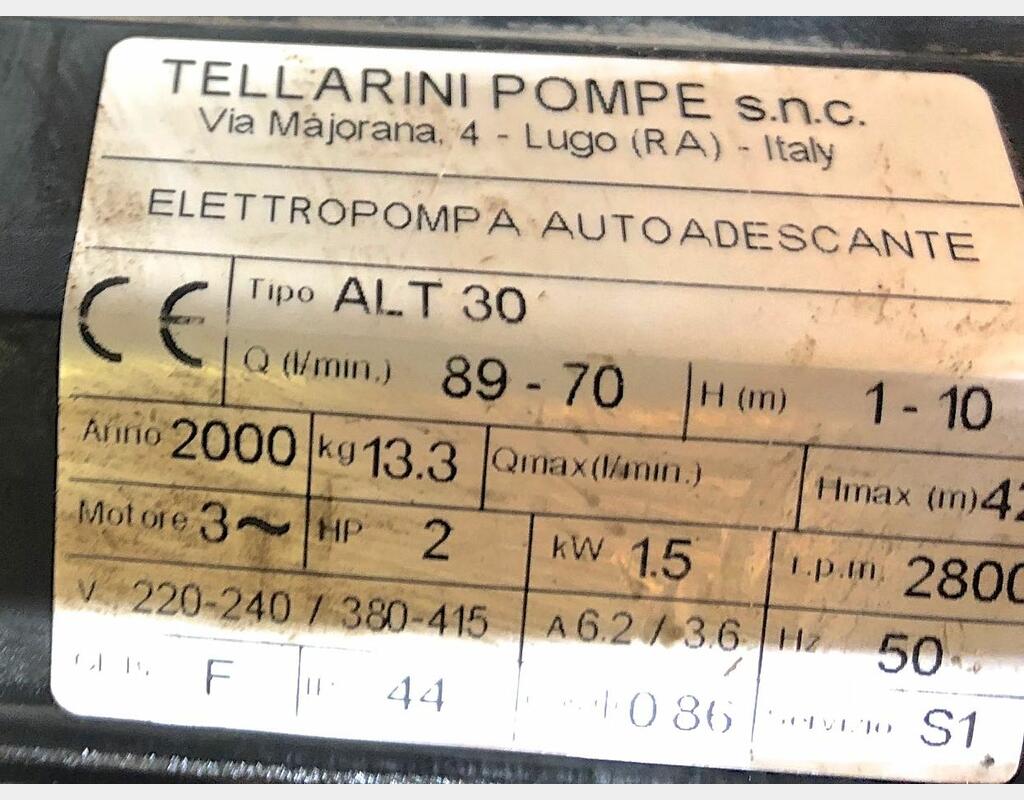 TELLARINI POMPE s.n.c.
Via Majorana, 4 - Lugo (RA) - Italy
ELETTROPOMPA AUTOADESCANTE
CE Tipo ALT 30
Q (l/min.) 89 - 70 H (m) 1 - 10
Anno 2000 kg 13.3 Qmax(l/min.) Hmax (m) 42
Motore 3~ HP 2 kW 1.5 r.p.m. 2800
V 220-240 / 380-415 A 6.2 / 3.6 Hz 50
F 44 0.86 Servizio S1